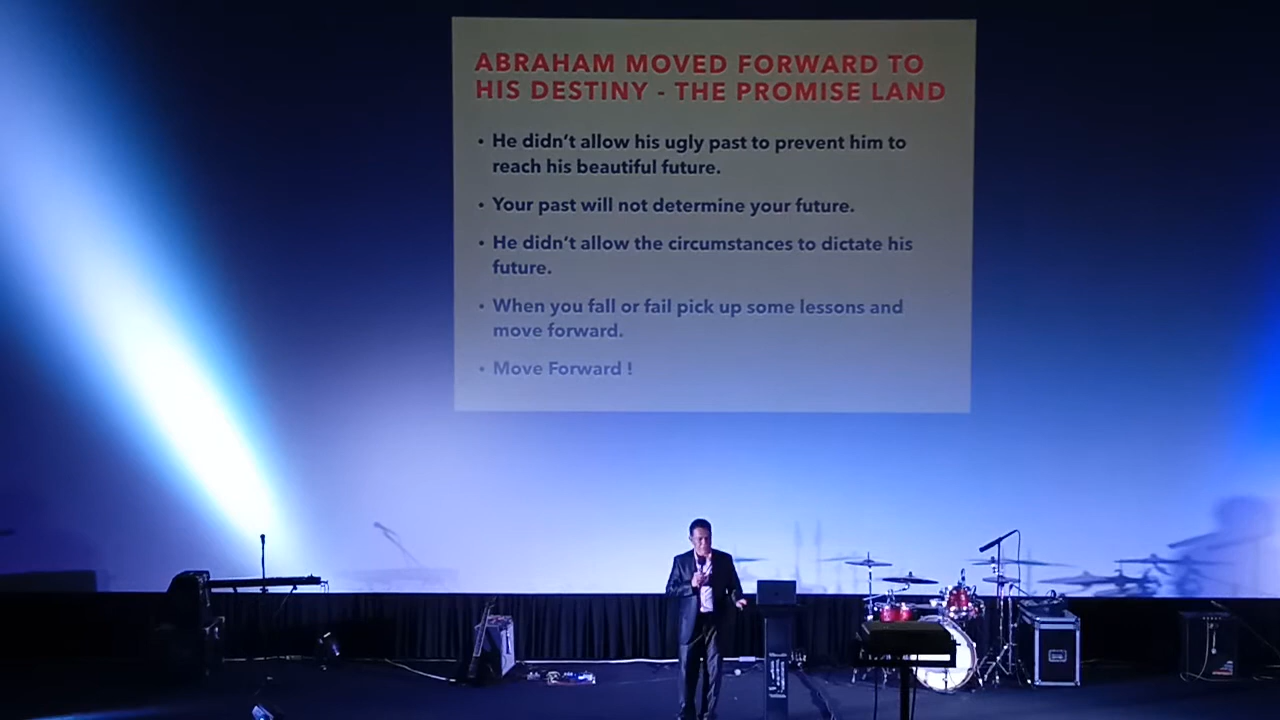 ABRAHAM MOVED FORWARD TO
HIS DESTINY - THE PROMISE LAND
• He didn't allow his ugly past to prevent him to
reach his beautiful future.
• Your past will not determine your future.
• He didn't allow the circumstances to dictate his
future.
• When you fall or fail pick up some lessons and
move forward.
• Move Forward !